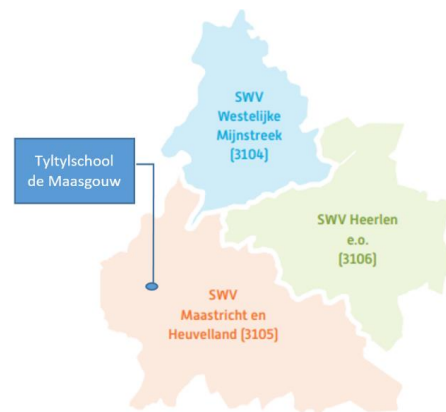 SWV
Westelijke
Mijnstreek
(3104)
Tyltylschool
de Maasgouw
SWV Heerlen
e.o.
(3106)
SWV
Maastricht en
Heuvelland (3105)